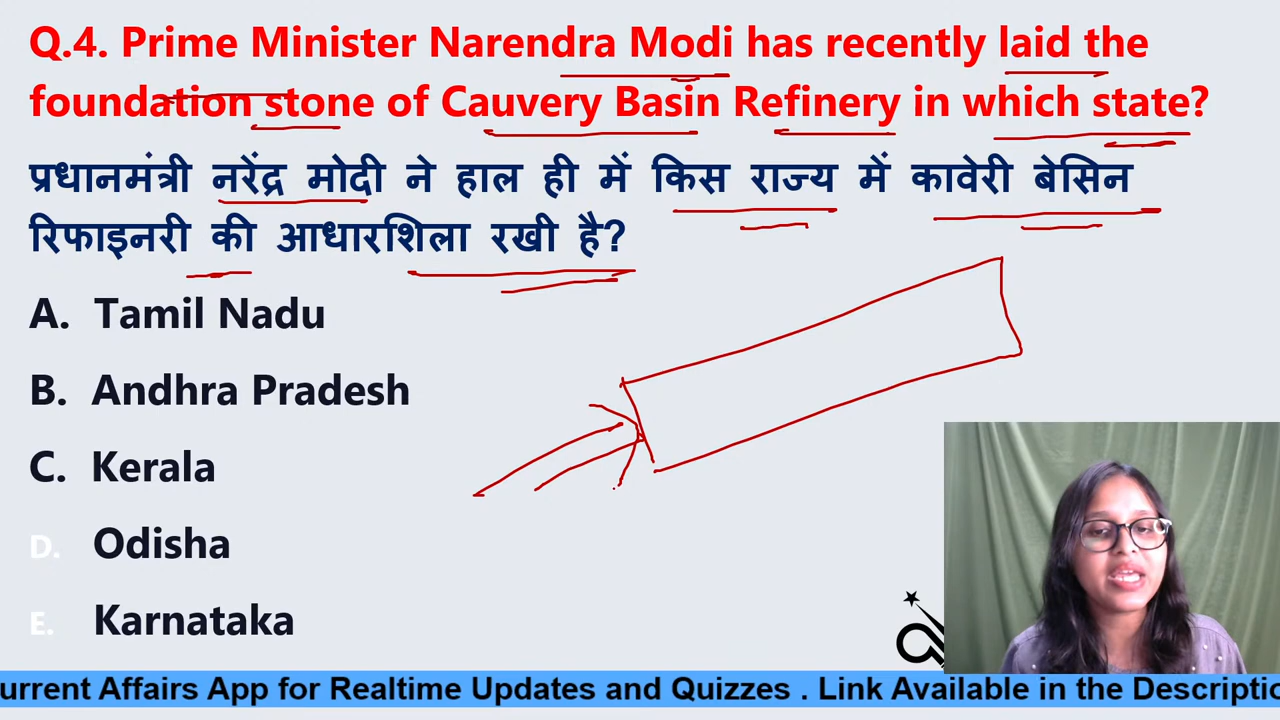 Q.4. Prime Minister Narendra Modi has recently laid the
foundation stone of Cauvery Basin Refinery in which state?
प्रधानमंत्री नरेंद्र मोदी ने हाल ही में किस राज्य में कावेरी बेसिन
रिफाइनरी की आधारशिला रखी है?
A. Tamil Nadu
B. Andhra Pradesh
C. Kerala
D. Odisha
E. Karnataka
urrent Affairs App for Realtime Updates and Quizzes . Link Available in the Descriptio